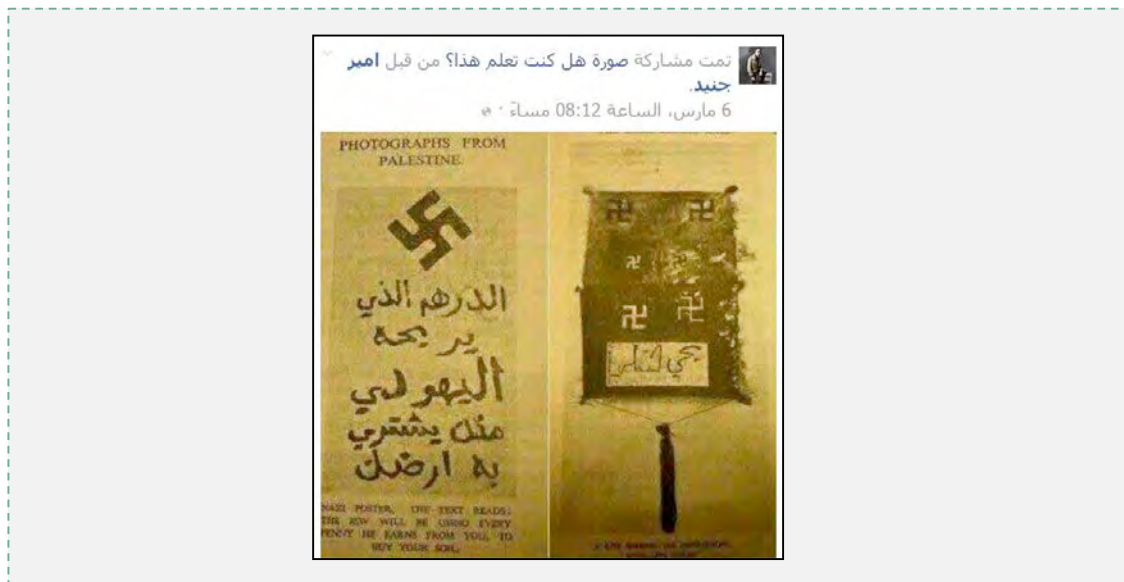 تمت مشاركة صورة هل كنت تعلم هذا؟ من قبل امير
جنيد.
6 مارس، الساعة 08:12 مساءً
PHOTOGRAPHS FROM
PALESTINE.
الدرهم الذي
يربحه
اليهودي
منك يشتري
به ارضك
NAZI POSTER. THE TEXT READS:
THE JEW WILL BE USING EVERY
PENNY HE EARNS FROM YOU, TO
BUY YOUR SOIL.